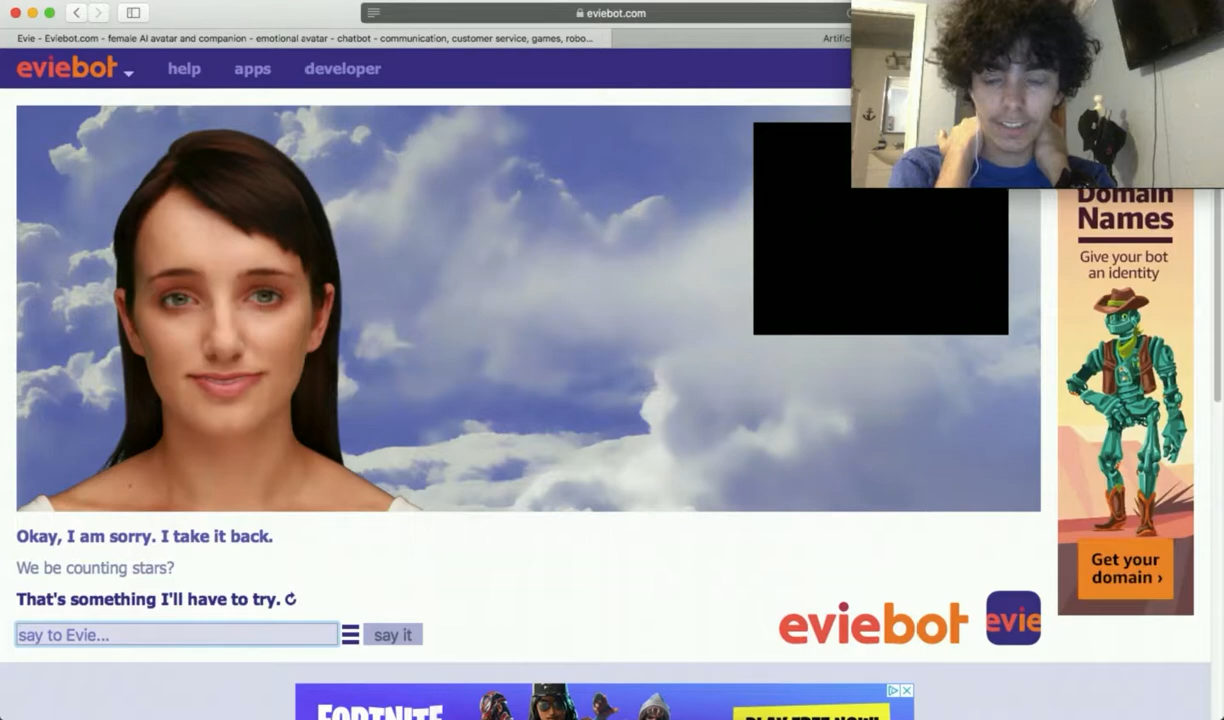 eviebot.com
Evie - Eviebot.com - female AI avatar and companion - emotional avatar - chatbot - communication, customer service, games, robo...
Artific
eviebot
help
apps
developer
Domain
Names
Give your bot
an identity
Get your
domain ›
Okay, I am sorry. I take it back.
We be counting stars?
That's something I'll have to try.
say to Evie...
say it
eviebot
evie
FORTNITE
PLAY FREE NOW!